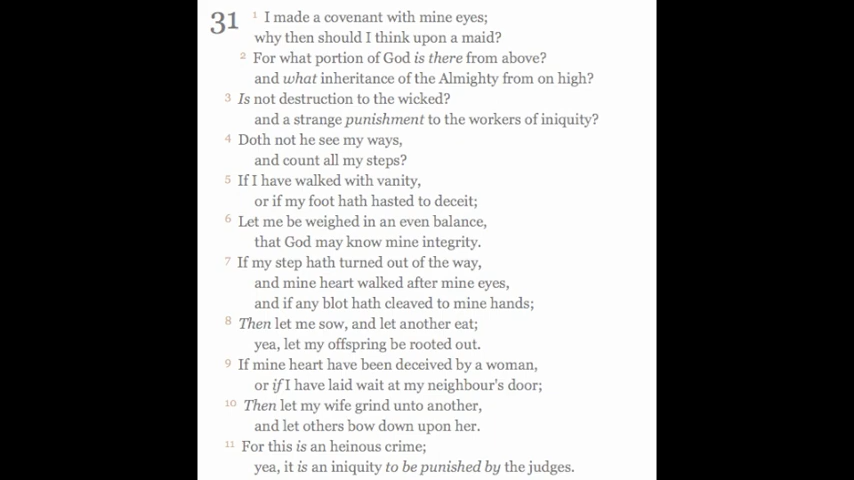 31 1 I made a covenant with mine eyes;
why then should I think upon a maid?
2 For what portion of God is there from above?
and what inheritance of the Almighty from on high?
3 Is not destruction to the wicked?
and a strange punishment to the workers of iniquity?
4 Doth not he see my ways,
and count all my steps?
5 If I have walked with vanity,
or if my foot hath hasted to deceit;
6 Let me be weighed in an even balance,
that God may know mine integrity.
7 If my step hath turned out of the way,
and mine heart walked after mine eyes,
and if any blot hath cleaved to mine hands;
8 Then let me sow, and let another eat;
yea, let my offspring be rooted out.
9 If mine heart have been deceived by a woman,
or if I have laid wait at my neighbour's door;
10 Then let my wife grind unto another,
and let others bow down upon her.
11 For this is an heinous crime;
yea, it is an iniquity to be punished by the judges.